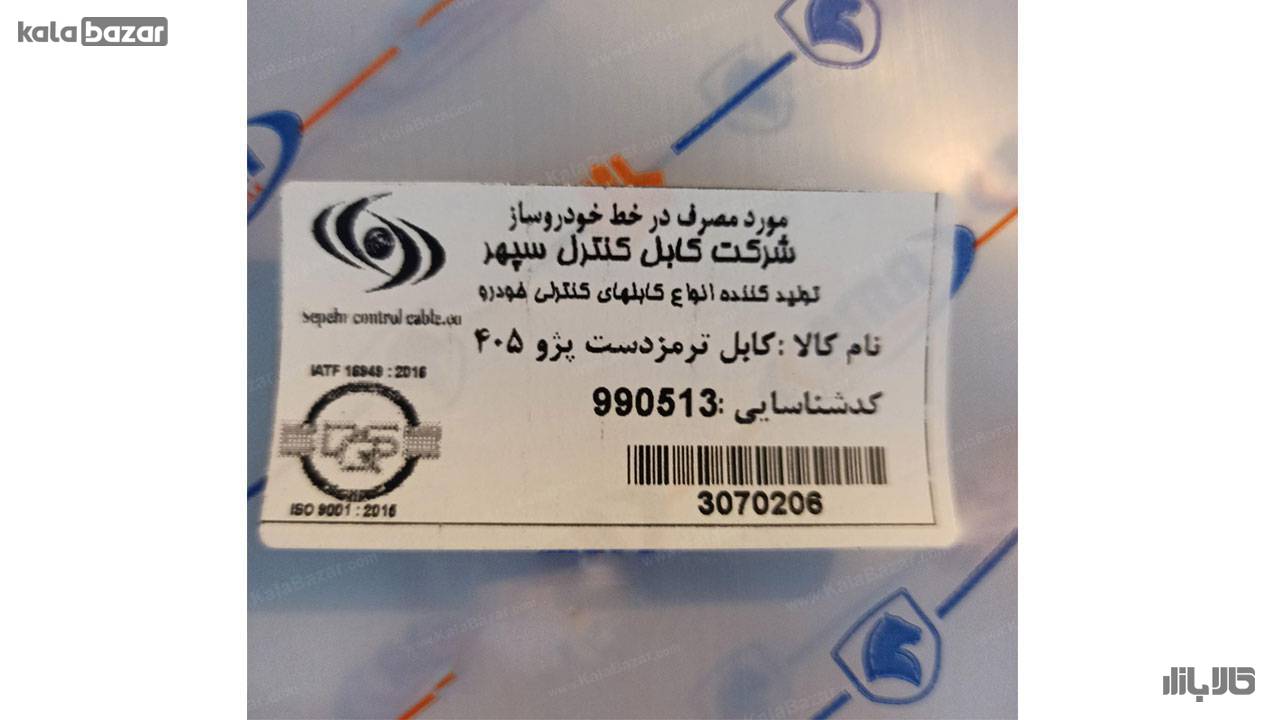 kalabazar
مورد مصرف در خط خودروساز
شرکت کابل کنترل سپهر
تولید کننده انواع کابلهای کنترلی خودرو
sepehr control cable.co
نام کالا :کابل ترمزدست پژو ۴۰۵
IATF 16949 : 2016
کدشناسایی :990513
3070206
ISO 9001 : 2015
کالابازار